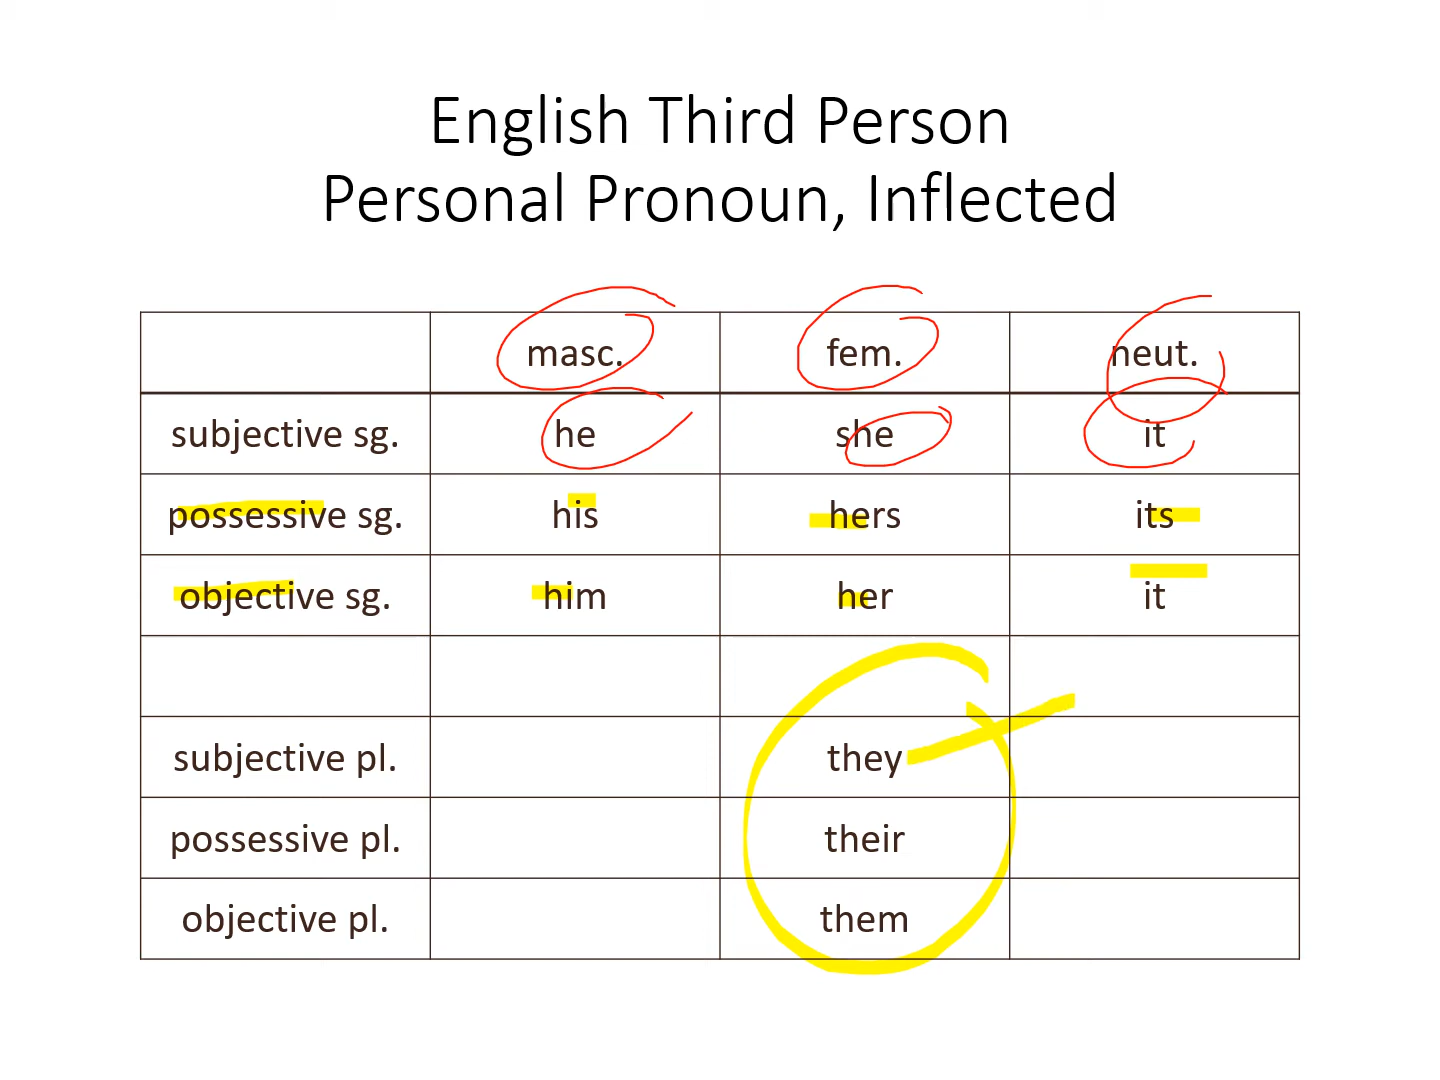 English Third Person
Personal Pronoun, Inflected
masc. fem. neut.
subjective sg. he she it
possessive sg. his hers its
objective sg. him her it
subjective pl. they
possessive pl. their
objective pl. them